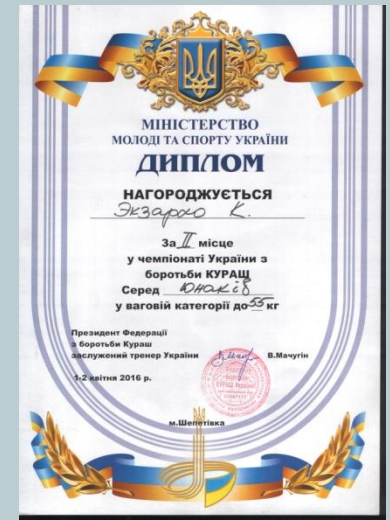 МІНІСТЕРСТВО
МОЛОДІ ТА СПОРТУ УКРАЇНИ
ДИПЛОМ
НАГОРОДЖУЄТЬСЯ
Экзархо К.
За II місце
у чемпіонаті України з
боротьби КУРАШ
Серед Юнаків
у ваговій категорії до 55 кг
Президент Федерації
з боротьби Кураш
заслужений тренер України В.Мачугін
1-2 квітня 2016 р.
м.Шепетівка